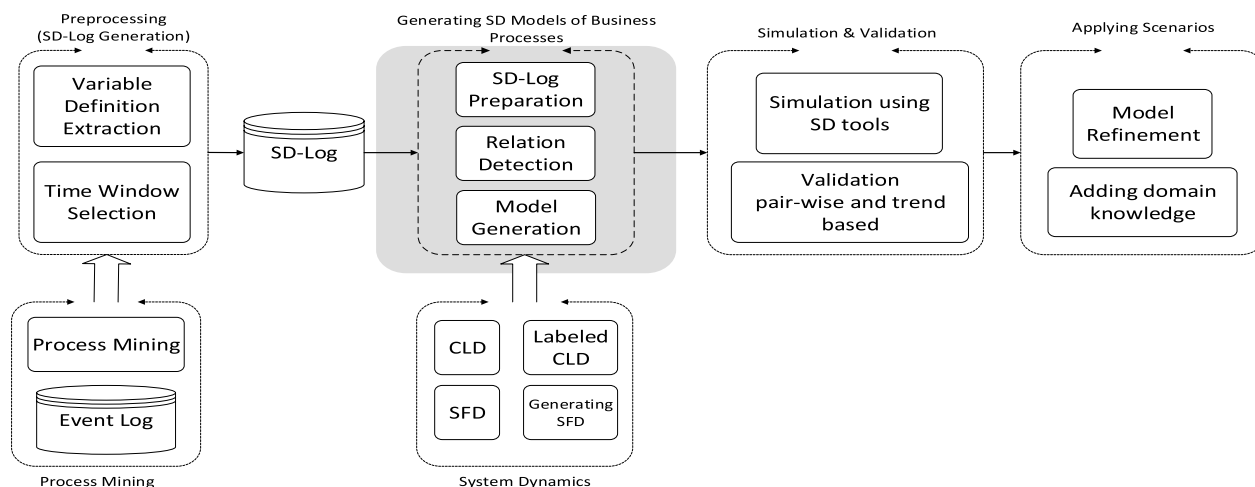 Preprocessing
(SD-Log Generation)
Variable
Definition
Extraction
Time Window
Selection
SD-Log
Generating SD Models of Business
Processes
SD-Log
Preparation
Relation
Detection
Model
Generation
Simulation & Validation
Simulation using
SD tools
Validation
pair-wise and trend
based
Applying Scenarios
Model
Refinement
Adding domain
knowledge
Process Mining
Event Log
Process Mining
CLD
Labeled
CLD
SFD
Generating
SFD
System Dynamics